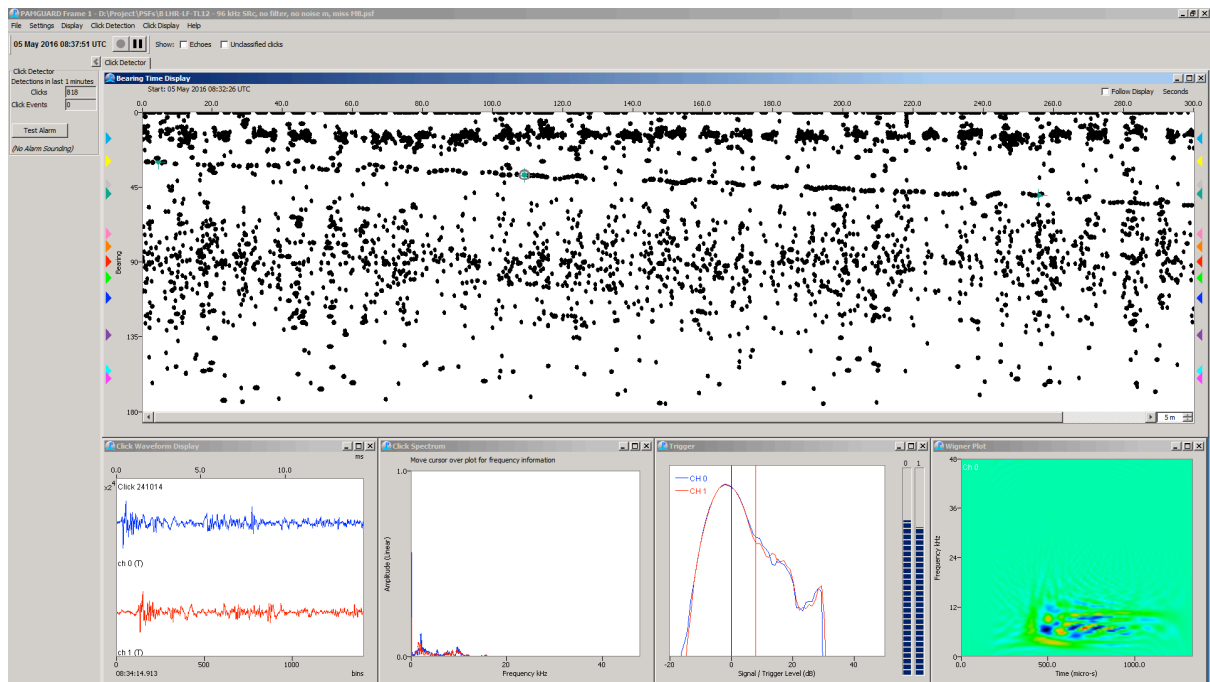 PAMGUARD Frame 1 - D:\Project\PSFs/B LHR-LF-TL12 - 96 kHz SRc, no filter, no noise m, miss MB.psf
File Settings Display Click Detection Click Display Help
05 May 2016 08:37:51 UTC Show: Echoes Unclassified clicks
Click Detector
Detections in last 1 minutes
Clicks 818
Click Events 0
Test Alarm
(No Alarm Sounding)
Click Detector
Bearing Time Display
Start: 05 May 2016 08:32:26 UTC
Follow Display Seconds
0.0 20.0 40.0 60.0 80.0 100.0 120.0 140.0 160.0 180.0 200.0 220.0 240.0 260.0 280.0 300.0
0
45
90
135
180
Bearing
5 m
Click Waveform Display
ms
0.0 5.0 10.0
x2^4
Click 241014
ch 0 (T)
ch 1 (T)
0 500 1000
08:34:14.913 bins
Click Spectrum
Move cursor over plot for frequency information
1.0
Amplitude (Linear)
0.0
0 20 40
Frequency kHz
Trigger
0 1
CH 0
CH 1
-20 0 20 40
Signal / Trigger Level (dB)
Wigner Plot
Ch 0
48
36
24
12
0
Frequency kHz
0.0 500.0 1000.0
Time (micro-s)